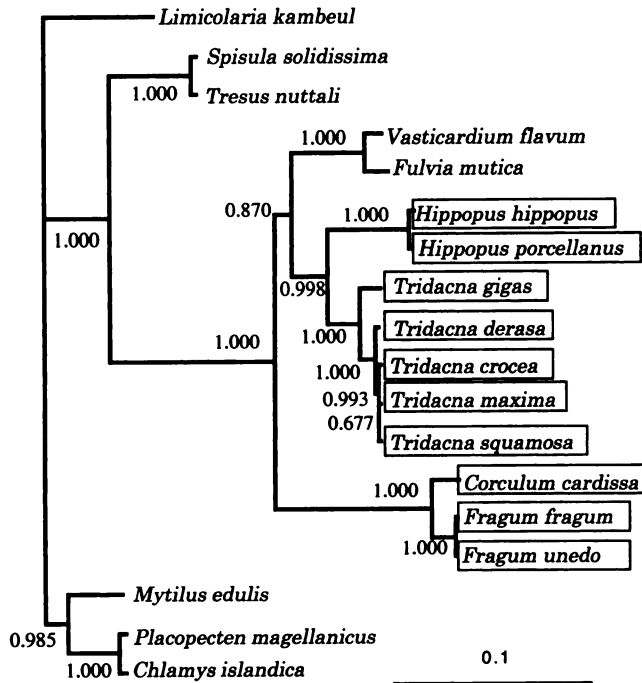 Limicolaria kambeul
Spisula solidissima
1.000
Tresus nuttali
1.000
Vasticardium flavum
Fulvia mutica
0.870
1.000
Hippopus hippopus
1.000
Hippopus porcellanus
0.998
Tridacna gigas
1.000
Tridacna derasa
1.000
Tridacna crocea
1.000
0.993
Tridacna maxima
0.677
Tridacna squamosa
1.000
Corculum cardissa
Fragum fragum
1.000
Fragum unedo
Mytilus edulis
0.985
Placopecten magellanicus
1.000
Chlamys islandica
0.1